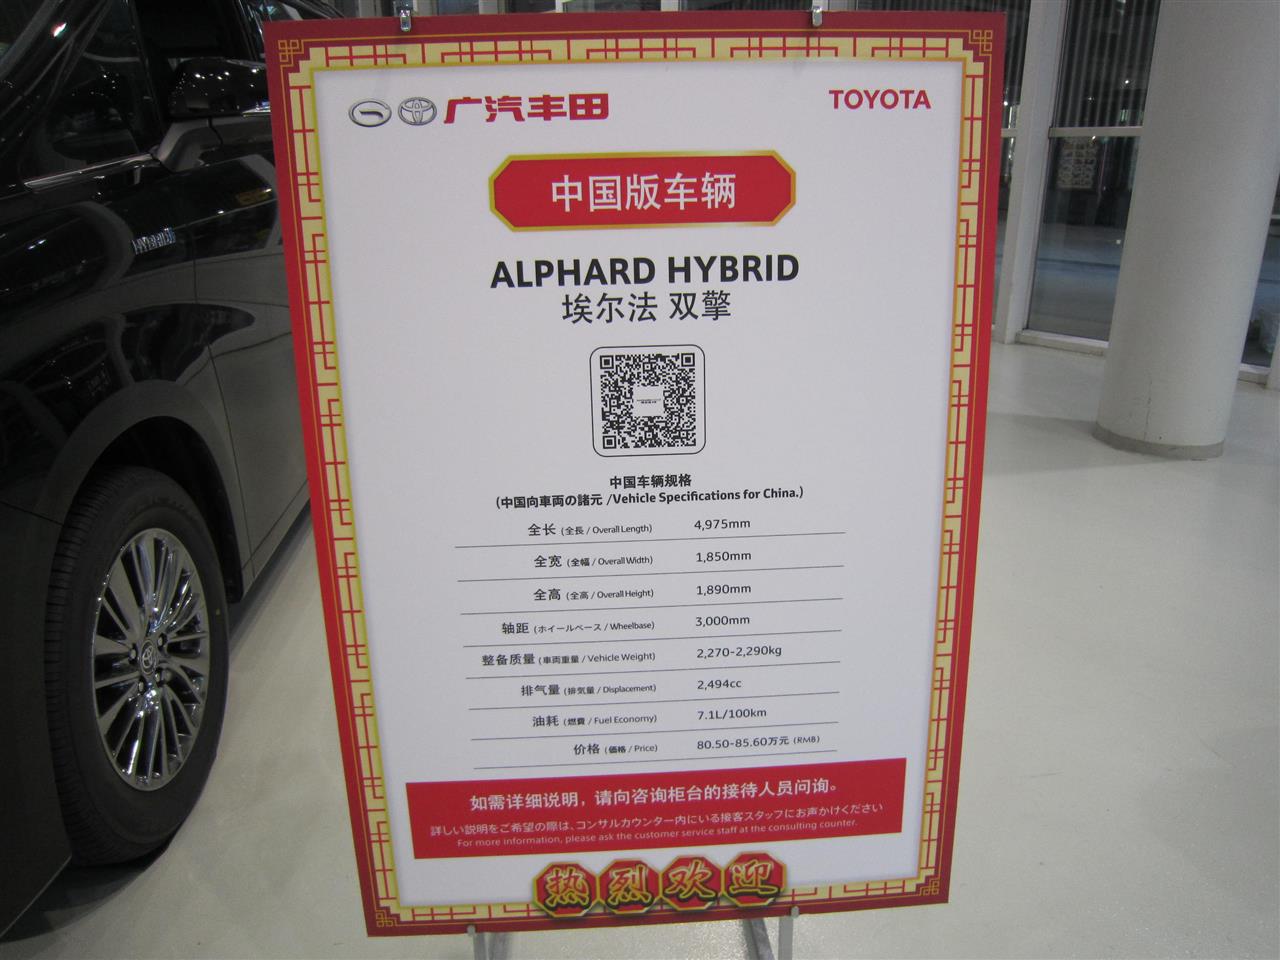 HYBRID
广汽丰田 TOYOTA
中国版车辆
ALPHARD HYBRID
埃尔法 双擎
中国车辆规格
(中国向車両の諸元 /Vehicle Specifications for China.)
全长 (全長 / Overall Length) 4,975mm
全宽 (全幅 / Overall Width) 1,850mm
全高 (全高 / Overall Height) 1,890mm
轴距 (ホイールベース / Wheelbase) 3,000mm
整备质量 (車両重量 / Vehicle Weight) 2,270-2,290kg
排气量 (排気量 / Displacement) 2,494cc
油耗 (燃費 / Fuel Economy) 7.1L/100km
价格 (価格 / Price) 80.50-85.60万元 (RMB)
如需详细说明，请向咨询柜台的接待人员问询。
詳しい説明をご希望の際は、コンサルカウンター内にいる接客スタッフにお声かけください
For more information, please ask the customer service staff at the consulting counter.
热烈欢迎